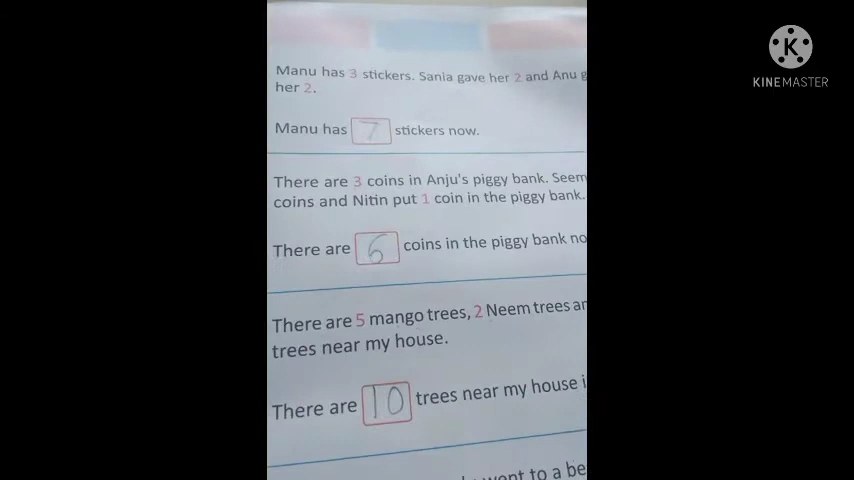 Manu has 3 stickers. Sania gave her 2 and Anu
her 2.
Manu has 7 stickers now.
There are 3 coins in Anju's piggy bank.
coins and Nitin put 1 coin in the piggy bank.
There are 6 coins in the piggy bank
There are 5 mango trees, 2 Neem trees
trees near my house.
There are 10 trees near my house
to a
KINEMASTER